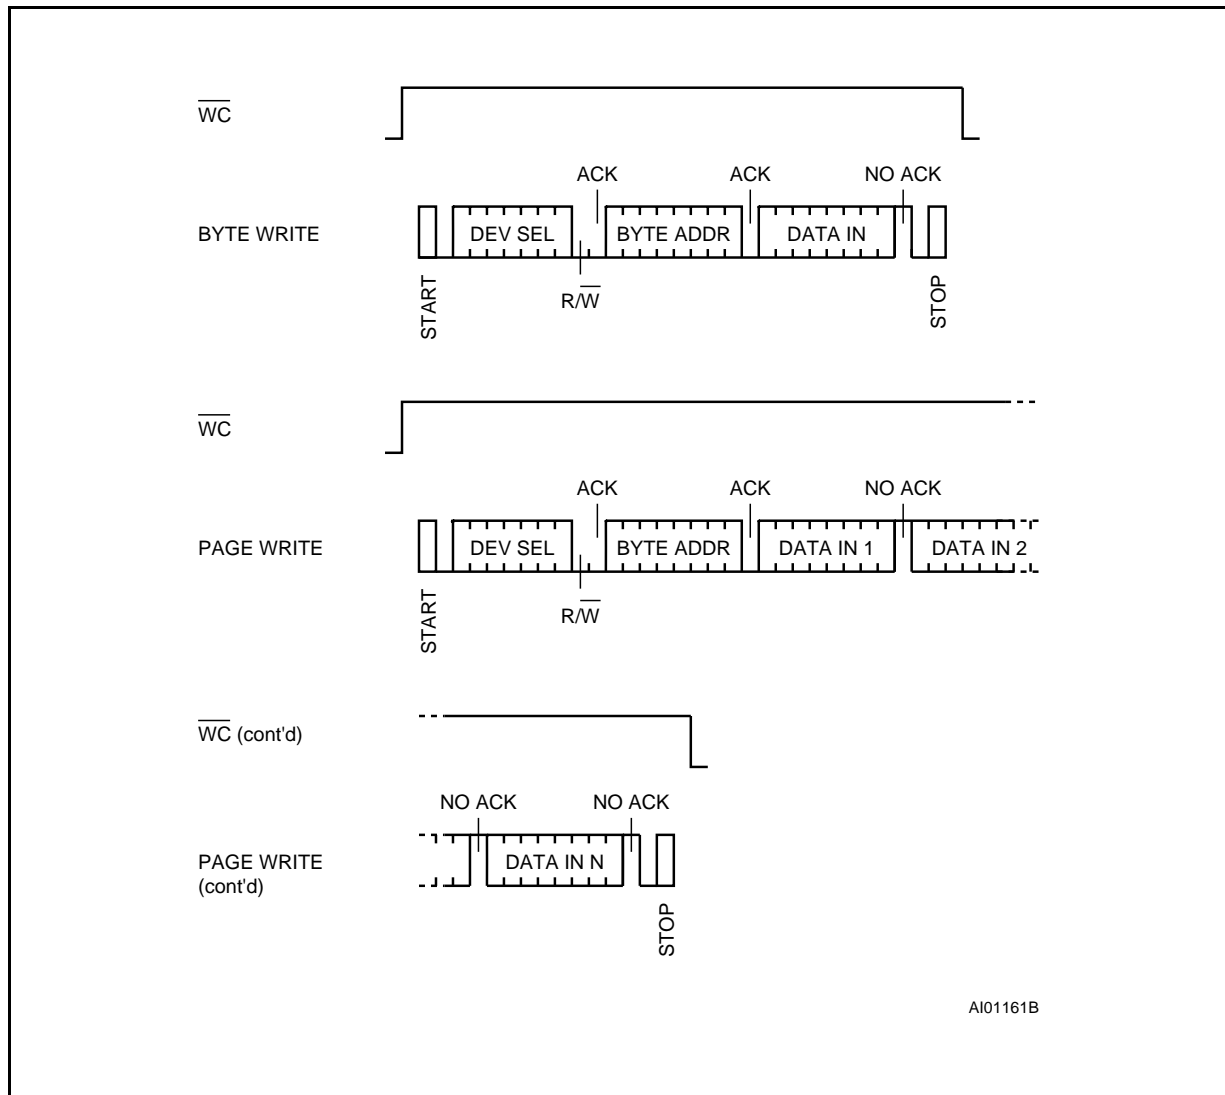 WC
ACK ACK NO ACK
BYTE WRITE DEV SEL BYTE ADDR DATA IN
R/W
START STOP
WC
ACK ACK NO ACK
PAGE WRITE DEV SEL BYTE ADDR DATA IN 1 DATA IN 2
R/W
START
WC (cont'd)
NO ACK NO ACK
PAGE WRITE DATA IN N
(cont'd)
STOP
AI01161B